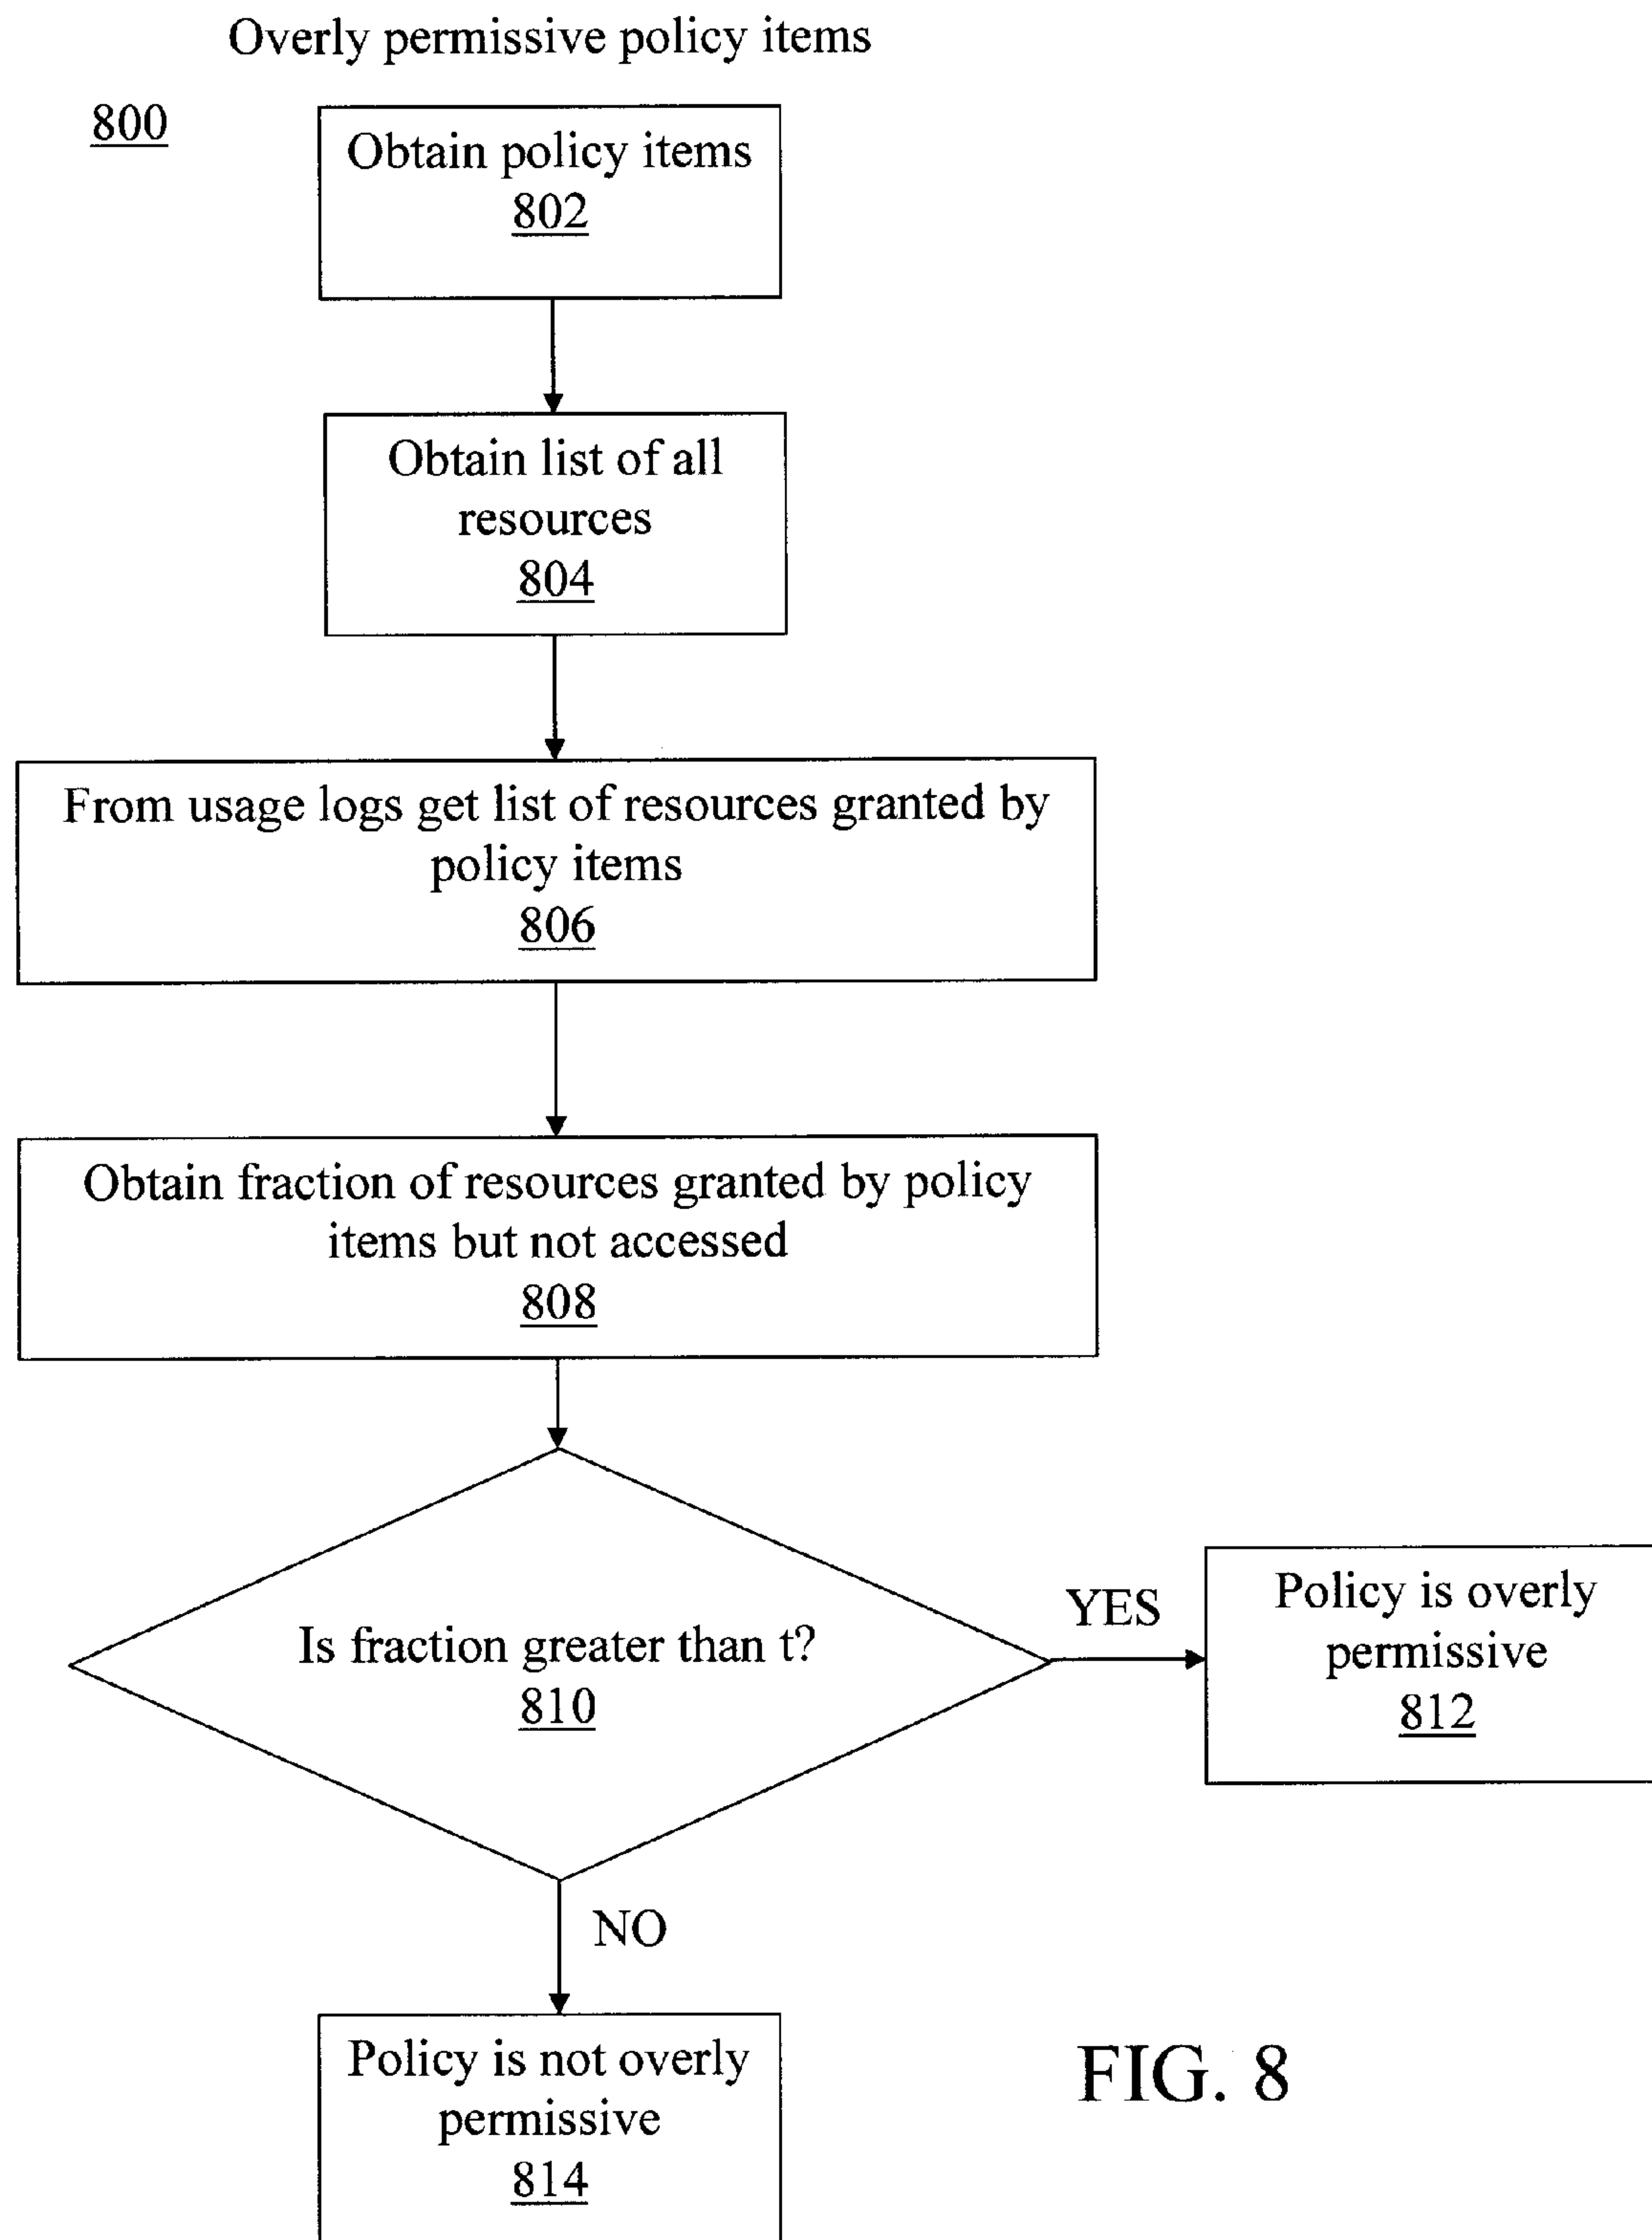 Overly permissive policy items
800
Obtain policy items
802
Obtain list of all
resources
804
From usage logs get list of resources granted by
policy items
806
Obtain fraction of resources granted by policy
items but not accessed
808
Is fraction greater than t?
810
YES
Policy is overly
permissive
812
NO
Policy is not overly
permissive
814
FIG. 8